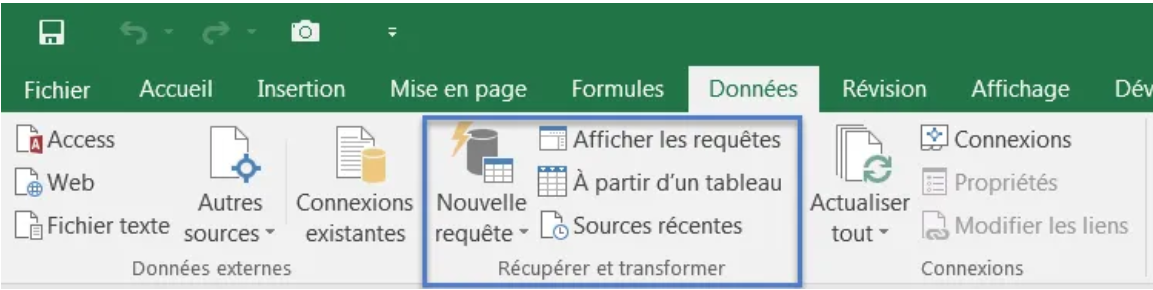 Fichier Accueil Insertion Mise en page Formules Données Révision Affichage Dév
Access
Web
Fichier texte
Autres
sources
Connexions
existantes
Données externes
Nouvelle
requête
Afficher les requêtes
À partir d’un tableau
Sources récentes
Récupérer et transformer
Actualiser
tout
Connexions
Propriétés
Modifier les liens
Connexions